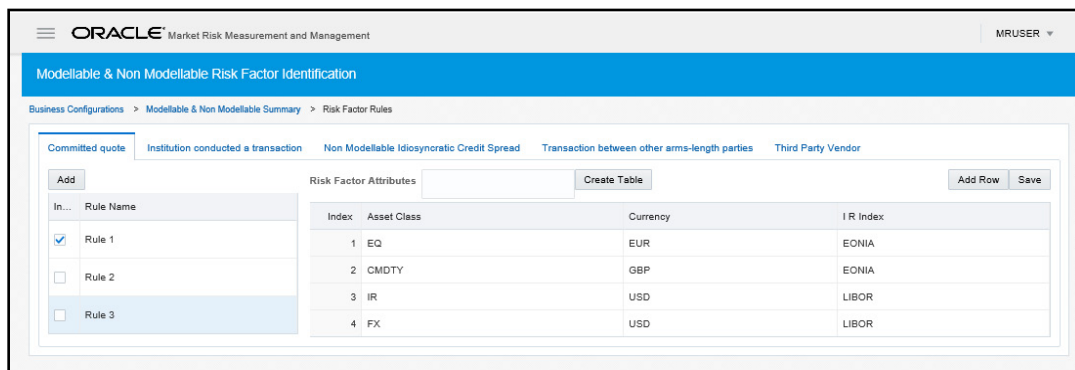 ORACLE Market Risk Measurement and Management MRUSER
Modellable & Non Modellable Risk Factor Identification
Business Configurations > Modellable & Non Modellable Summary > Risk Factor Rules
Committed quote Institution conducted a transaction Non Modellable Idiosyncratic Credit Spread Transaction between other arms-length parties Third Party Vendor
Add Risk Factor Attributes Create Table Add Row Save
In... Rule Name
Rule 1
Rule 2
Rule 3
Index Asset Class Currency I R Index
1 EQ EUR EONIA
2 CMDTY GBP EONIA
3 IR USD LIBOR
4 FX USD LIBOR